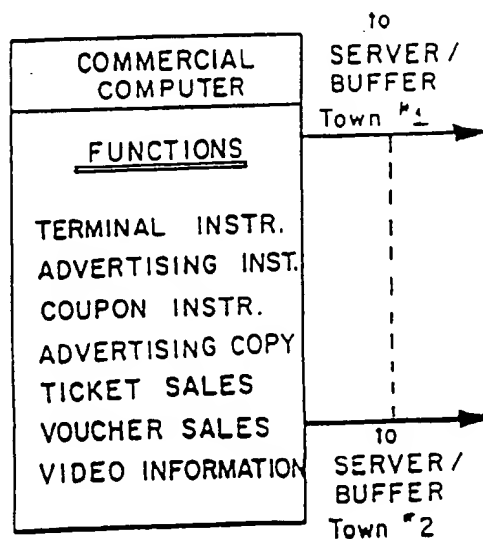 COMMERCIAL
COMPUTER
FUNCTIONS
TERMINAL INSTR.
ADVERTISING INST.
COUPON INSTR.
ADVERTISING COPY
TICKET SALES
VOUCHER SALES
VIDEO INFORMATION
to
SERVER/
BUFFER
Town #1
to
SERVER/
BUFFER
Town #2